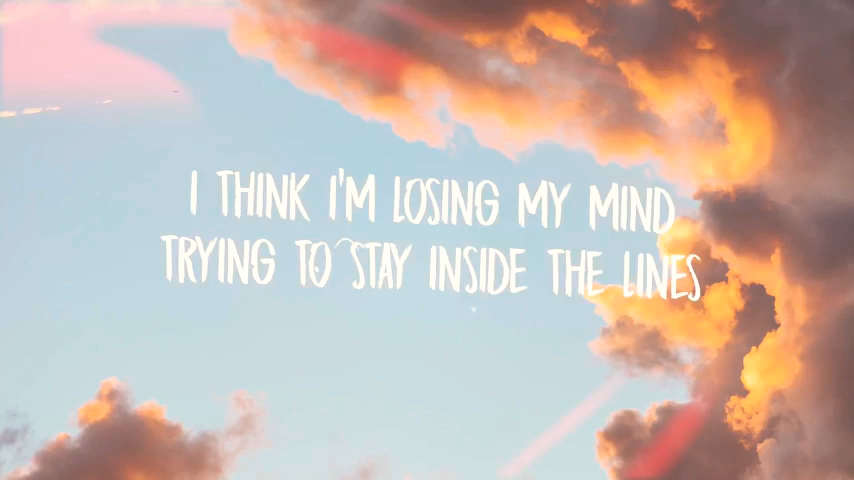 I THINK I'M LOSING MY MIND
TRYING TO STAY INSIDE THE LINES